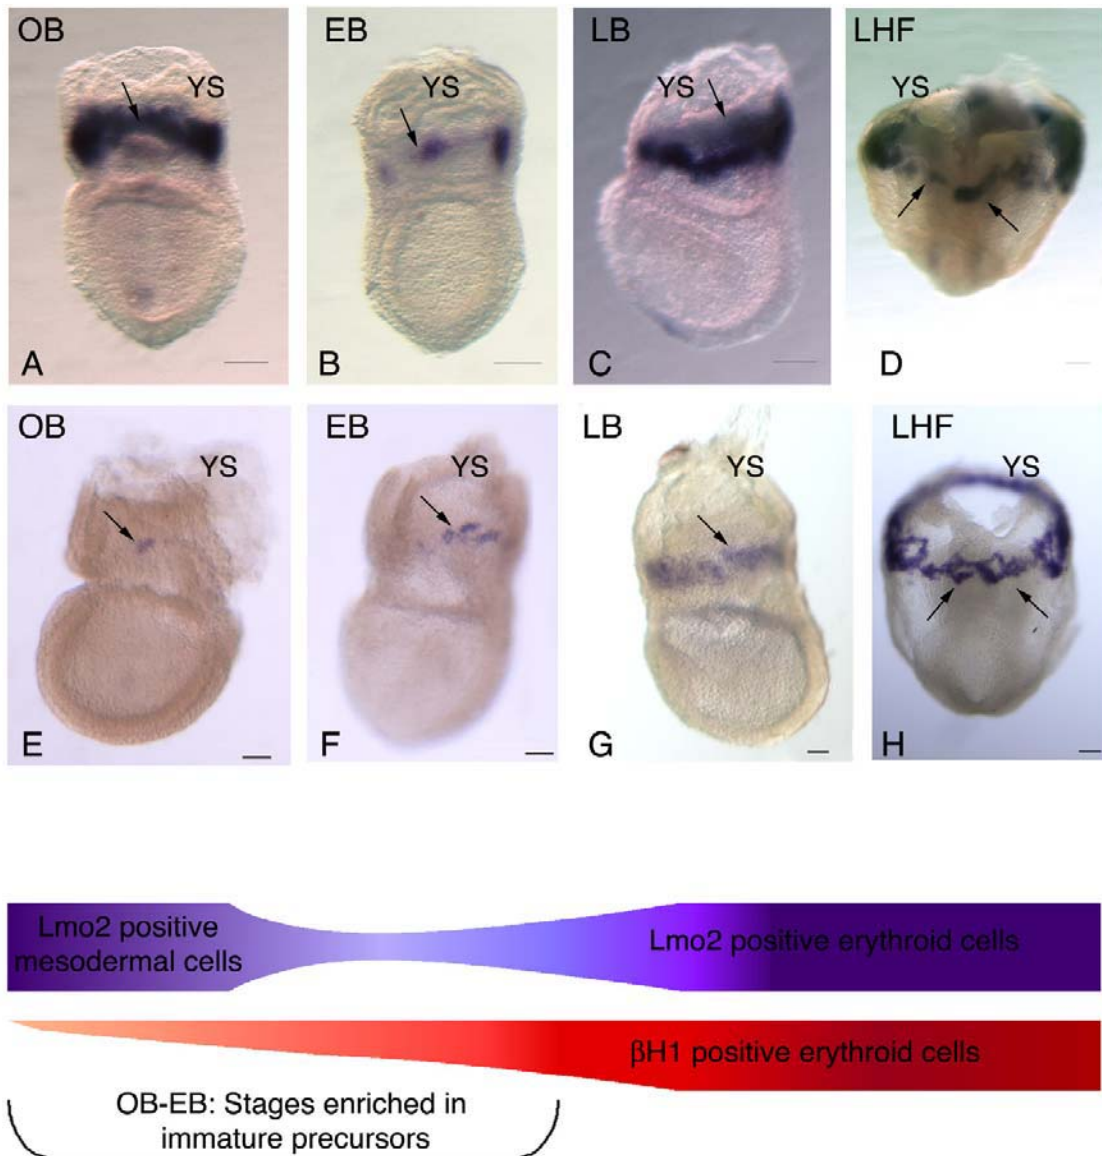 OB EB LB LHF
YS YS YS YS
A B C D
OB EB LB LHF
YS YS YS YS
E F G H
Lmo2 positive
mesodermal cells
Lmo2 positive erythroid cells
βH1 positive erythroid cells
OB-EB: Stages enriched in
immature precursors